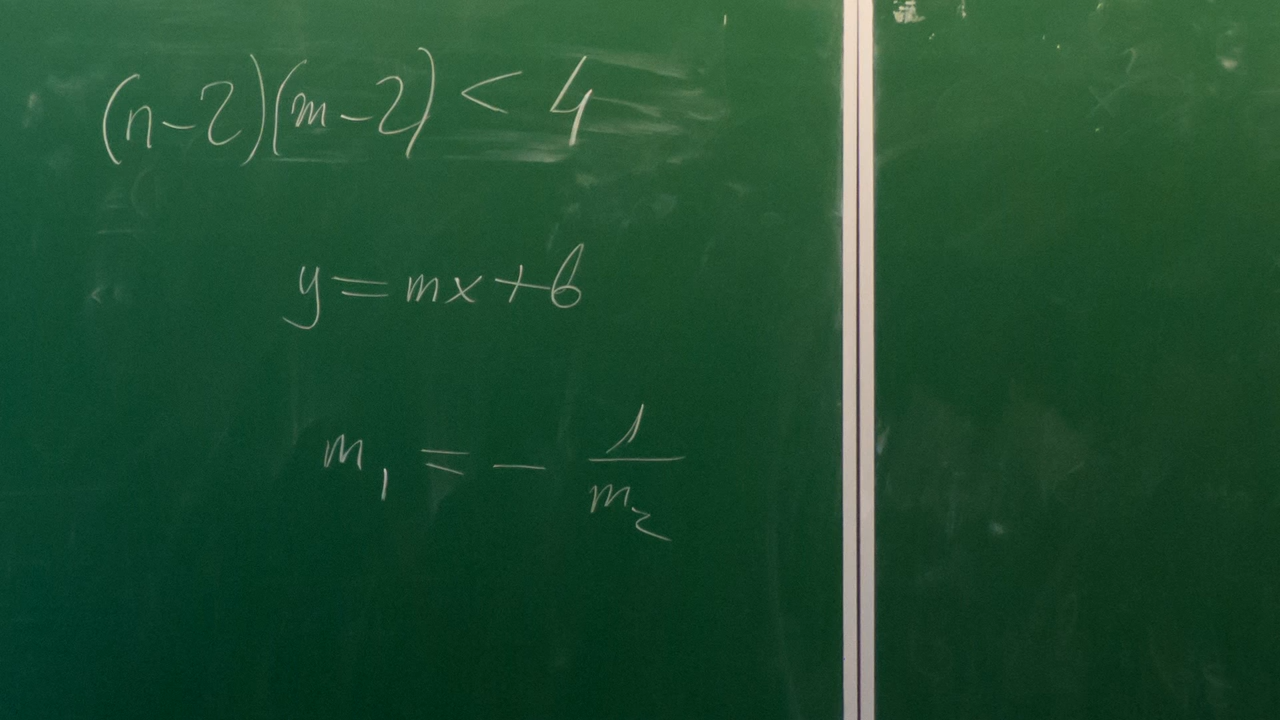 (n-2)(m-2) < 4
y = mx + b
m₁ = - 1/m₂